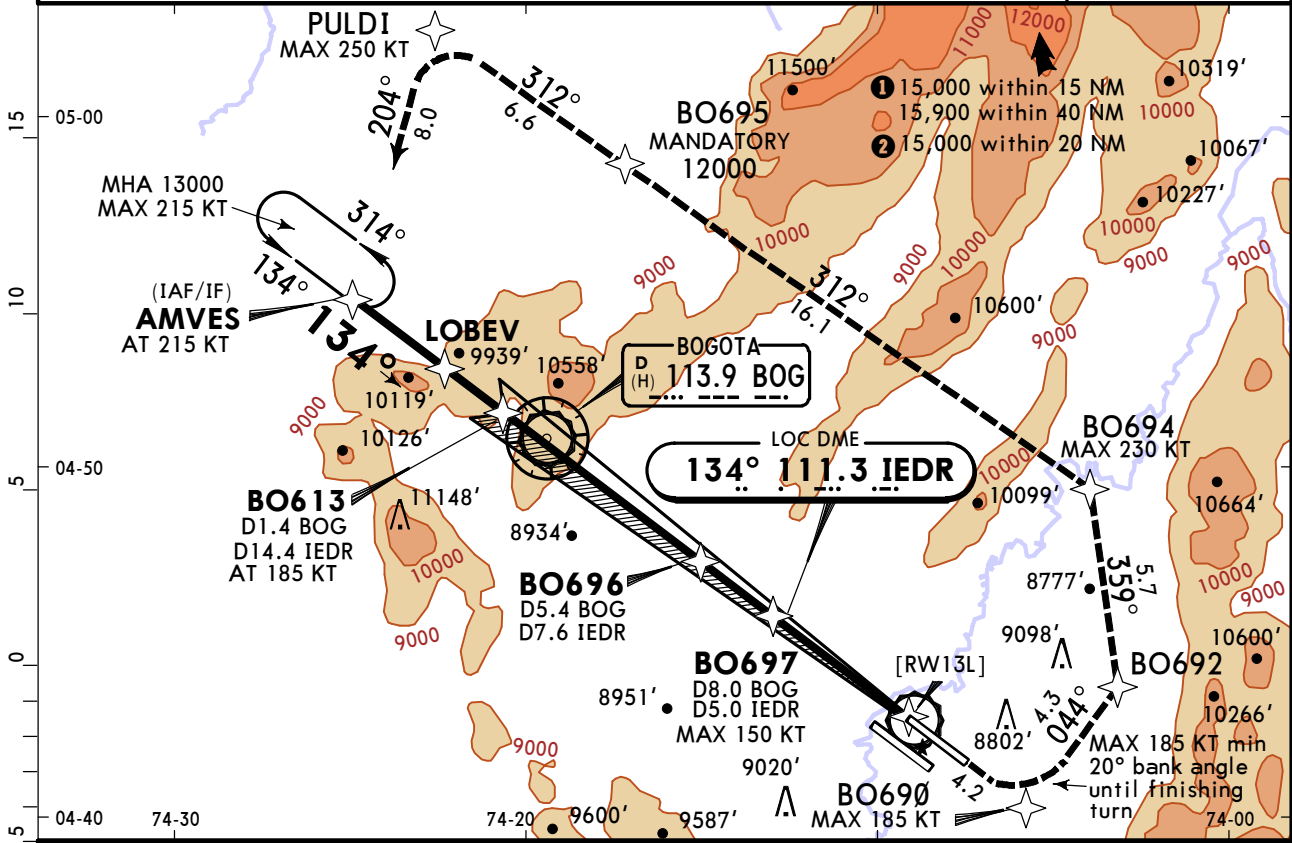 PULDI
MAX 250 KT
204°
8.0
312°
6.6
BO695
MANDATORY
12000
11500'
11000
12000
1 15,000 within 15 NM
15,900 within 40 NM
2 15,000 within 20 NM
10319'
10000
10067'
10227'
10000
9000
9000
15
05-00
MHA 13000
MAX 215 KT
314°
134°
10000
9000
9000
10000
312°
16.1
10600'
9000
10
(IAF/IF)
AMVES
AT 215 KT
134°
LOBEV
9939'
10558'
10119'
9000
10126'
BOGOTA
D
(H)
113.9 BOG
LOC DME
134° 111.3 IEDR
BO694
MAX 230 KT
10000
10099'
10664'
10000
9000
5
04-50
BO613
D1.4 BOG
D14.4 IEDR
AT 185 KT
11148'
10000
9000
8934'
BO696
D5.4 BOG
D7.6 IEDR
8777'
5.7
359°
9098'
10600'
0
BO697
D8.0 BOG
D5.0 IEDR
MAX 150 KT
[RW13L]
BO692
8951'
10266'
4.3
044°
8802'
9000
9020'
4.2
BO690
MAX 185 KT
MAX 185 KT min
20° bank angle
until finishing
turn
5
04-40
74-30
74-20
9600'
9587'
74-00